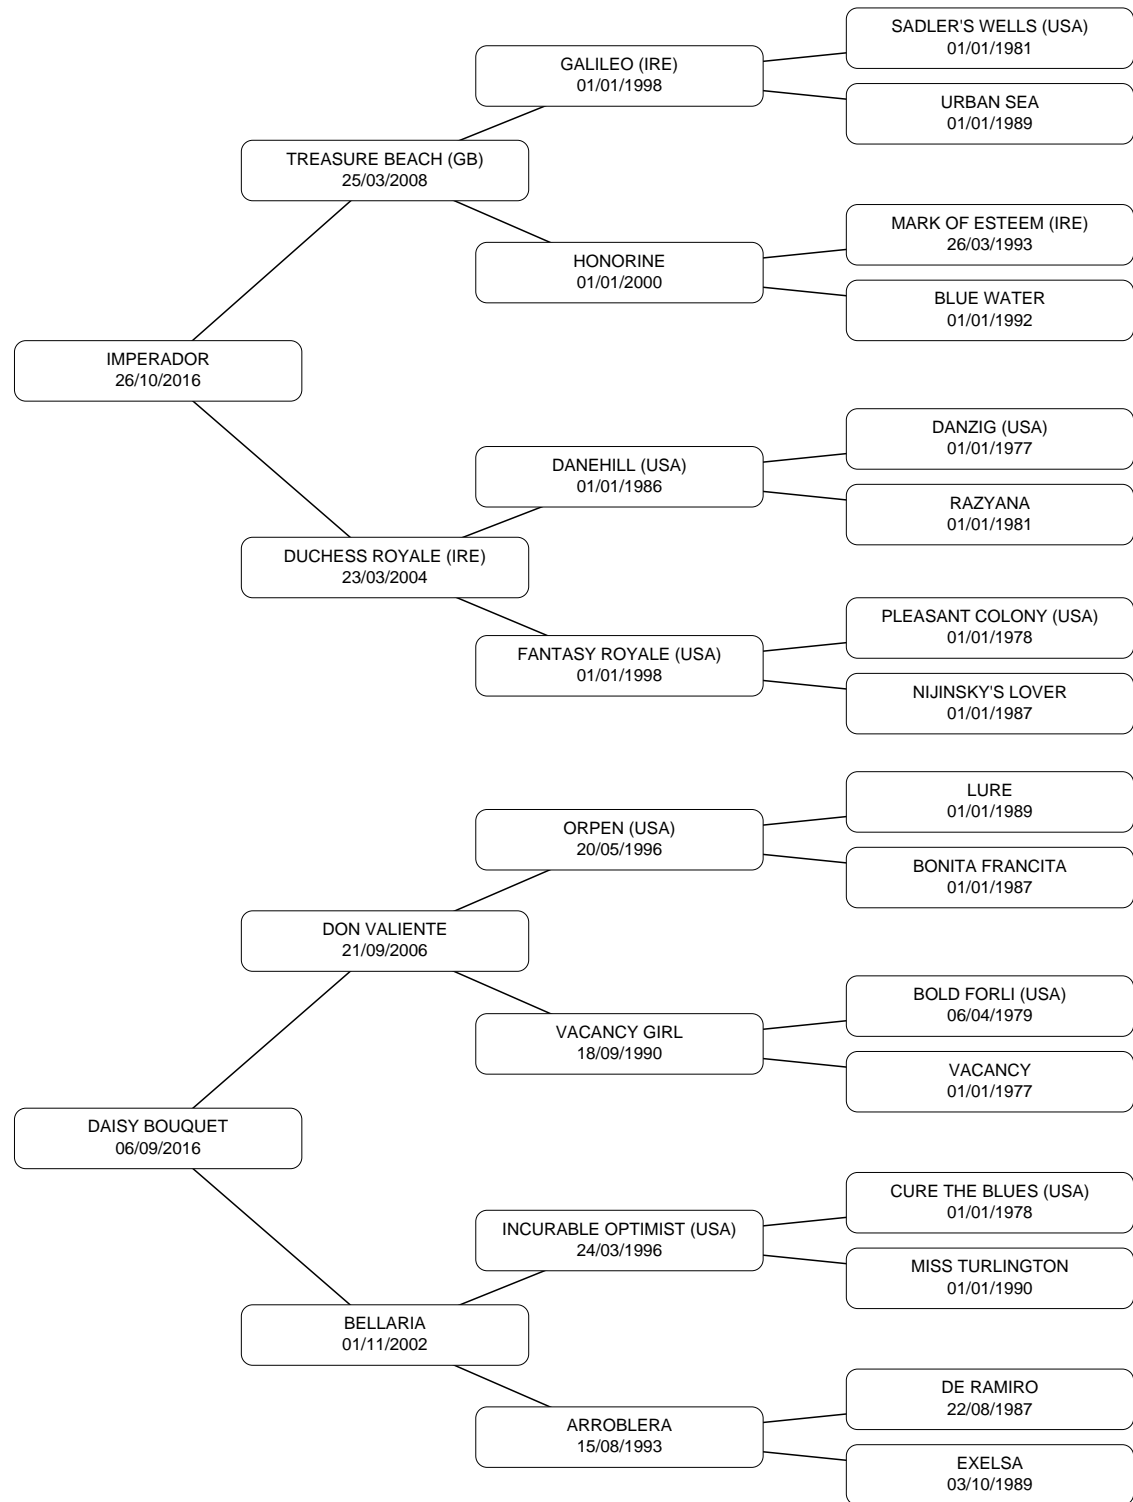 SADLER'S WELLS (USA)
01/01/1981
GALILEO (IRE)
01/01/1998
URBAN SEA
01/01/1989
TREASURE BEACH (GB)
25/03/2008
MARK OF ESTEEM (IRE)
26/03/1993
HONORINE
01/01/2000
BLUE WATER
01/01/1992
IMPERADOR
26/10/2016
DANZIG (USA)
01/01/1977
DANEHILL (USA)
01/01/1986
RAZYANA
01/01/1981
DUCHESS ROYALE (IRE)
23/03/2004
PLEASANT COLONY (USA)
01/01/1978
FANTASY ROYALE (USA)
01/01/1998
NIJINSKY'S LOVER
01/01/1987
LURE
01/01/1989
ORPEN (USA)
20/05/1996
BONITA FRANCITA
01/01/1987
DON VALIENTE
21/09/2006
BOLD FORLI (USA)
06/04/1979
VACANCY GIRL
18/09/1990
VACANCY
01/01/1977
DAISY BOUQUET
06/09/2016
CURE THE BLUES (USA)
01/01/1978
INCURABLE OPTIMIST (USA)
24/03/1996
MISS TURLINGTON
01/01/1990
BELLARIA
01/11/2002
DE RAMIRO
22/08/1987
ARROBLERA
15/08/1993
EXELSA
03/10/1989